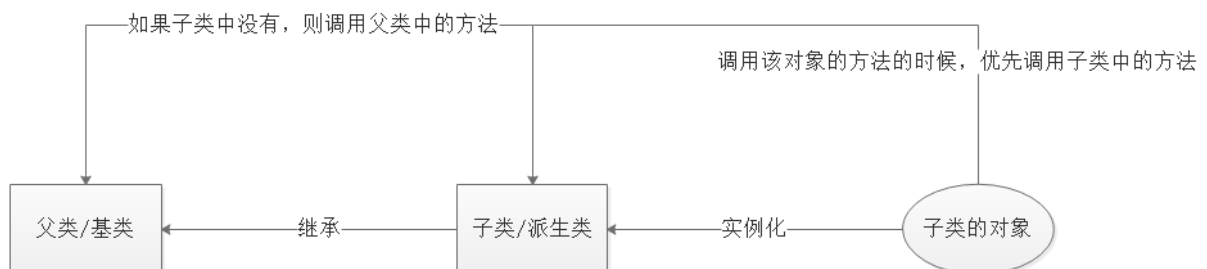 如果子类中没有，则调用父类中的方法
调用该对象的方法的时候，优先调用子类中的方法
父类/基类
继承
子类/派生类
实例化
子类的对象